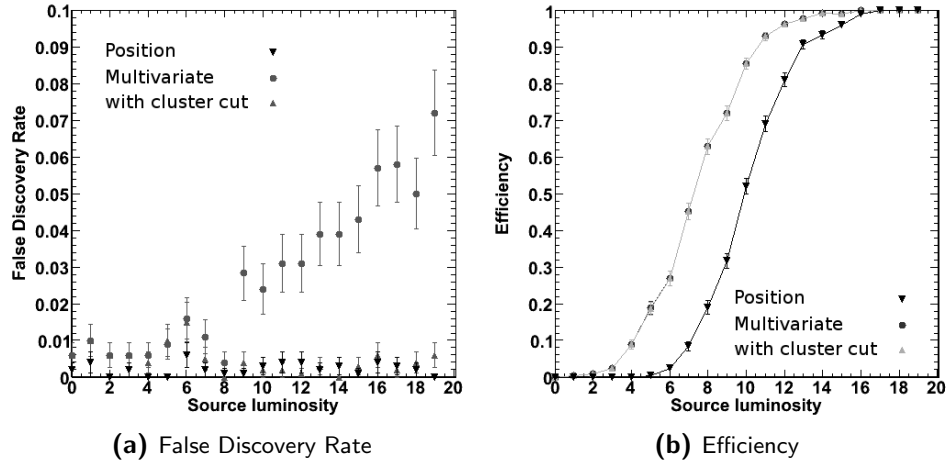 0.1
0.09
0.08
0.07
0.06
0.05
0.04
0.03
0.02
0.01
0
False Discovery Rate
Position
Multivariate
with cluster cut
0 2 4 6 8 10 12 14 16 18 20
Source luminosity
(a) False Discovery Rate
1
0.9
0.8
0.7
0.6
0.5
0.4
0.3
0.2
0.1
0
Efficiency
Position
Multivariate
with cluster cut
0 2 4 6 8 10 12 14 16 18 20
Source luminosity
(b) Efficiency